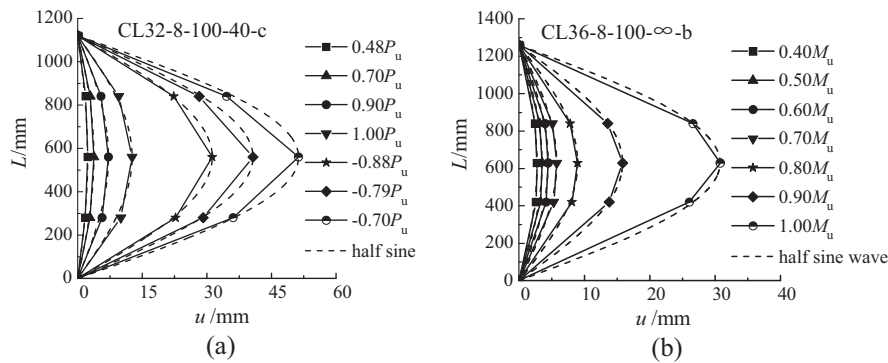 CL32-8-100-40-c
1200
1000
800
600
400
200
0
L/mm
0 15 30 45 60
u /mm
0.48Pu
0.70Pu
0.90Pu
1.00Pu
-0.88Pu
-0.79Pu
-0.70Pu
half sine
(a)
CL36-8-100-∞-b
1400
1200
1000
800
600
400
200
0
L/mm
0 10 20 30 40
u /mm
0.40Mu
0.50Mu
0.60Mu
0.70Mu
0.80Mu
0.90Mu
1.00Mu
half sine wave
(b)